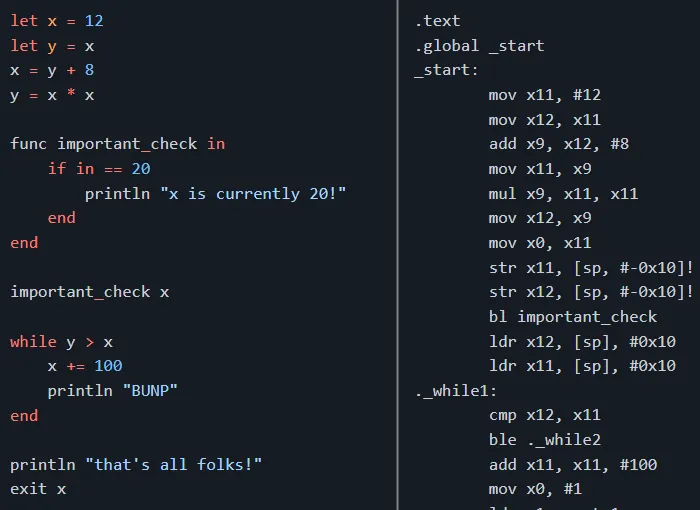 let x = 12
let y = x
x = y + 8
y = x * x
func important_check in
if in == 20
println "x is currently 20!"
end
end
important_check x
while y > x
x += 100
println "BUNP"
end
println "that's all folks!"
exit x
.text
.global _start
_start:
mov x11, #12
mov x12, x11
add x9, x12, #8
mov x11, x9
mul x9, x11, x11
mov x12, x9
mov x0, x11
str x11, [sp, #-0x10]!
str x12, [sp, #-0x10]!
bl important_check
ldr x12, [sp], #0x10
ldr x11, [sp], #0x10
._while1:
cmp x12, x11
ble ._while2
add x11, x11, #100
mov x0, #1